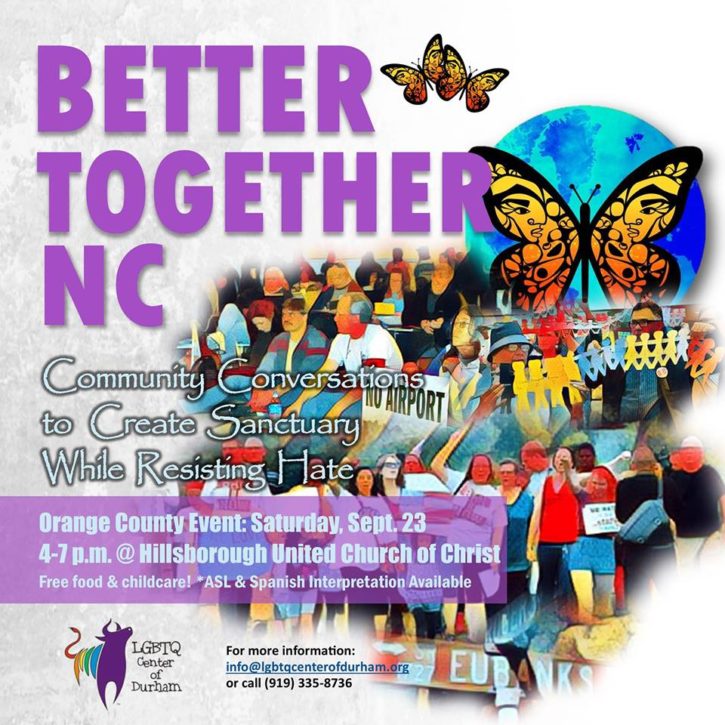 BETTER
TOGETHER
NC
Community Conversations
to Create Sanctuary
While Resisting Hate
NO AIRPORT
Orange County Event: Saturday, Sept. 23
4-7 p.m. @ Hillsborough United Church of Christ
Free food & childcare! *ASL & Spanish Interpretation Available
LGBTQ
Center
of
Durham
For more information:
info@lgbtqcenterofdurham.org
or call (919) 335-8736
EUBANKS